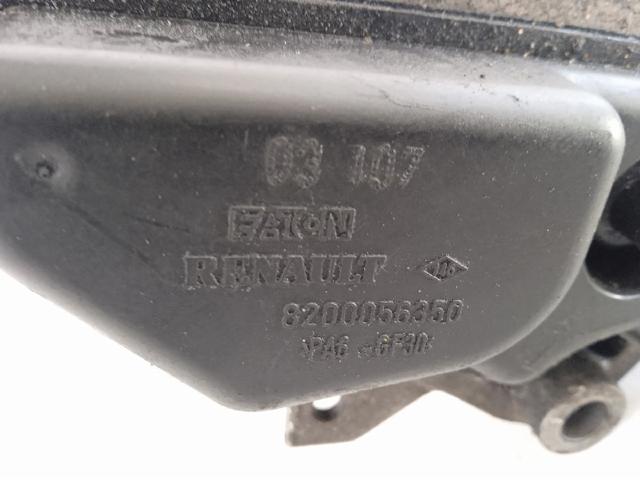 03 107
EATON
RENAULT
8200056350
>PA6 -GF30<